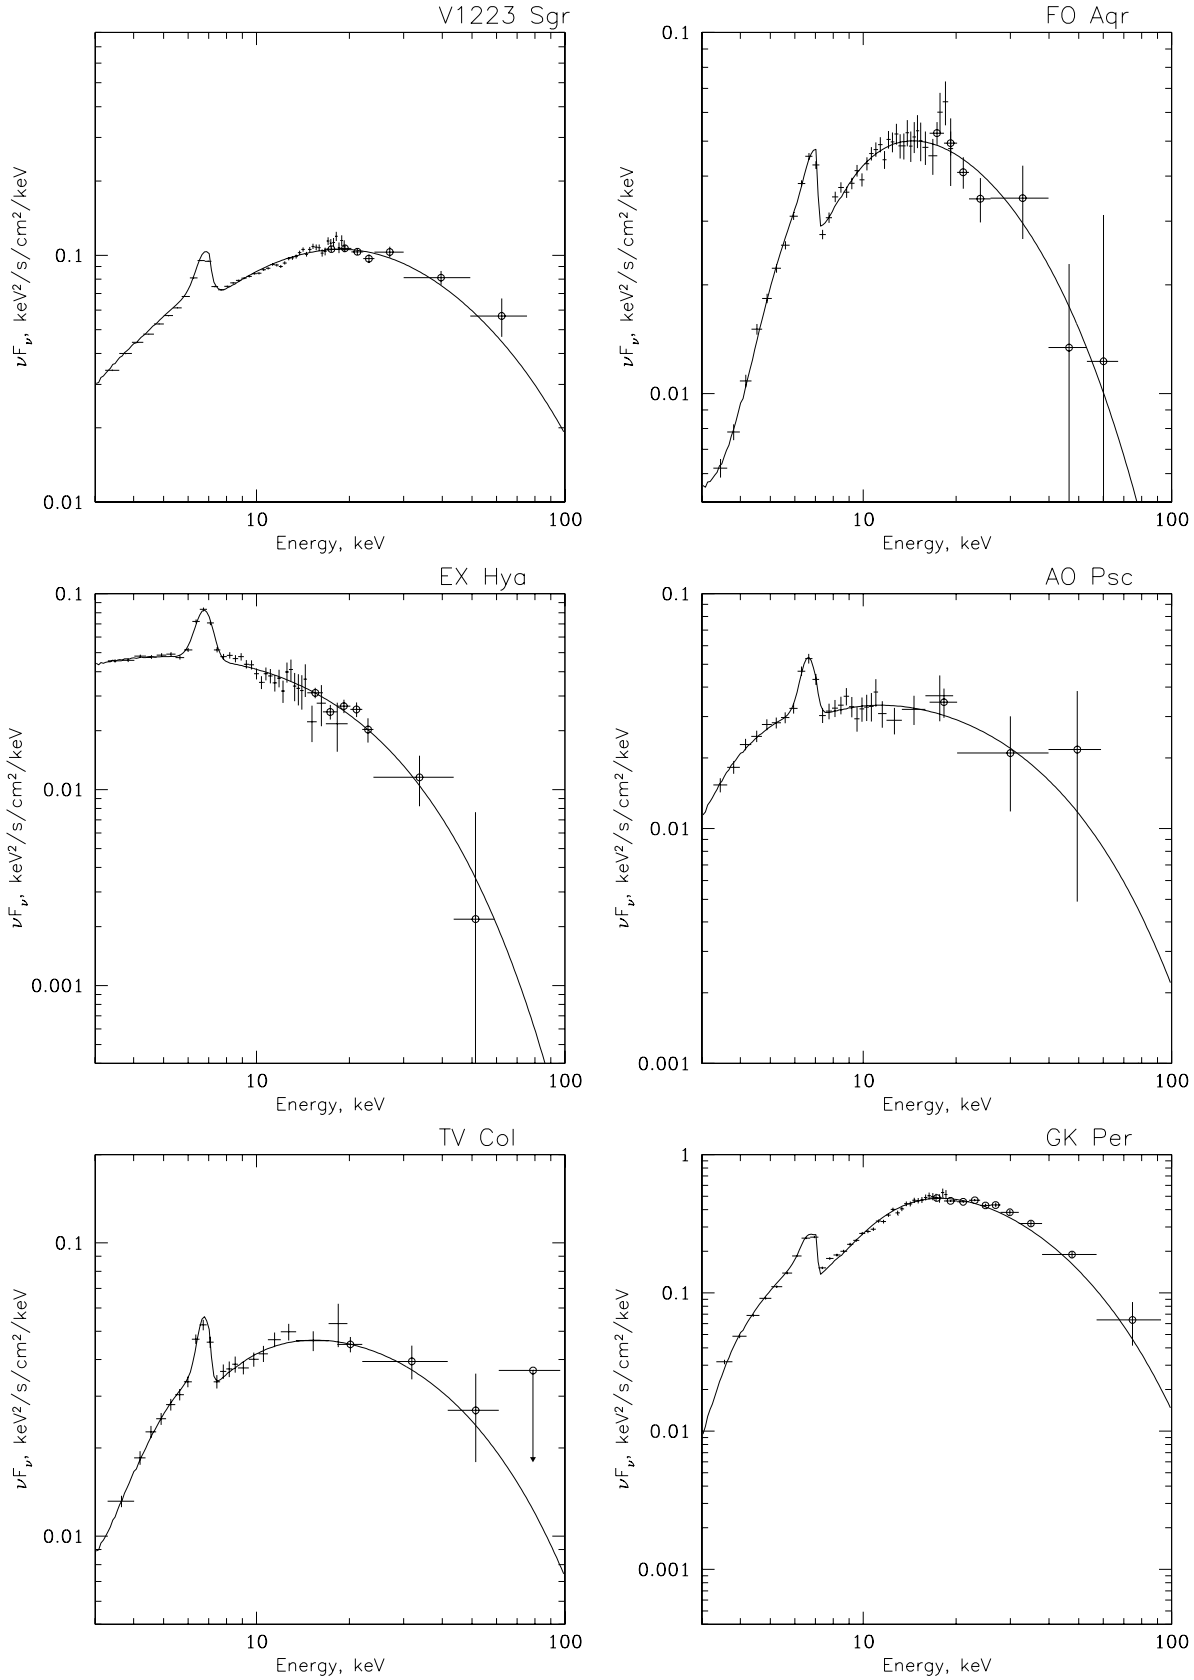 V1223 Sgr
0.1
0.01
νFν, keV²/s/cm²/keV
10
100
Energy, keV
FO Aqr
0.1
0.01
νFν, keV²/s/cm²/keV
10
100
Energy, keV
EX Hya
0.1
0.01
0.001
νFν, keV²/s/cm²/keV
10
100
Energy, keV
AO Psc
0.1
0.01
0.001
νFν, keV²/s/cm²/keV
10
100
Energy, keV
TV Col
0.1
0.01
νFν, keV²/s/cm²/keV
10
100
Energy, keV
GK Per
1
0.1
0.01
0.001
νFν, keV²/s/cm²/keV
10
100
Energy, keV